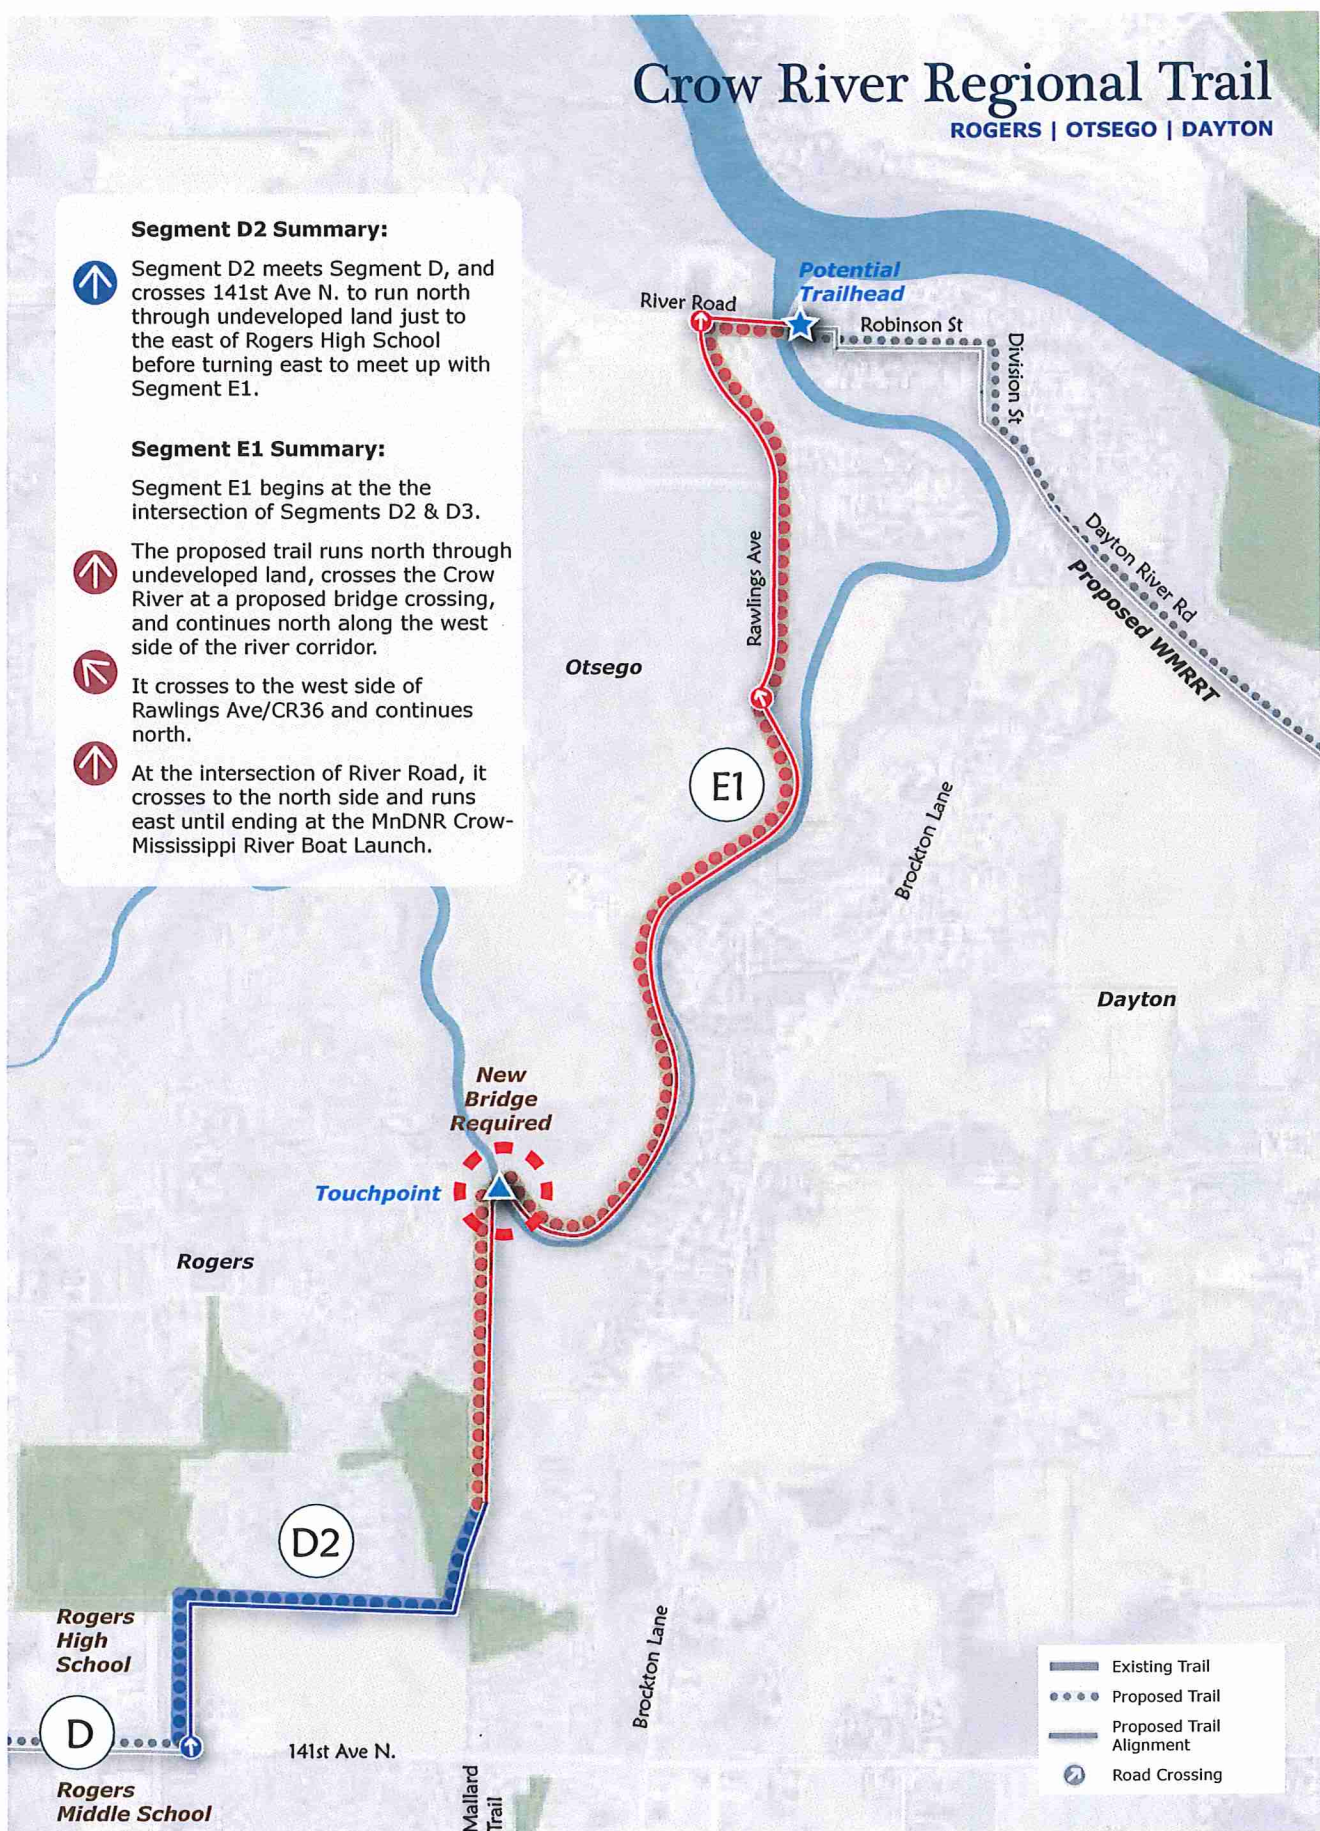 Crow River Regional Trail
ROGERS | OTSEGO | DAYTON
Segment D2 Summary:
Segment D2 meets Segment D, and
crosses 141st Ave N. to run north
through undeveloped land just to
the east of Rogers High School
before turning east to meet up with
Segment E1.
Segment E1 Summary:
Segment E1 begins at the the
intersection of Segments D2 & D3.
The proposed trail runs north through
undeveloped land, crosses the Crow
River at a proposed bridge crossing,
and continues north along the west
side of the river corridor.
It crosses to the west side of
Rawlings Ave/CR36 and continues
north.
At the intersection of River Road, it
crosses to the north side and runs
east until ending at the MnDNR Crow-
Mississippi River Boat Launch.
Potential
Trailhead
River Road
Robinson St
Division St
Dayton River Rd
Proposed WMRRT
Rawlings Ave
Otsego
E1
Brockton Lane
Dayton
New
Bridge
Required
Touchpoint
Rogers
D2
Rogers
High
School
D
141st Ave N.
Rogers
Middle School
Mallard
Trail
Brockton Lane
Existing Trail
Proposed Trail
Proposed Trail
Alignment
Road Crossing